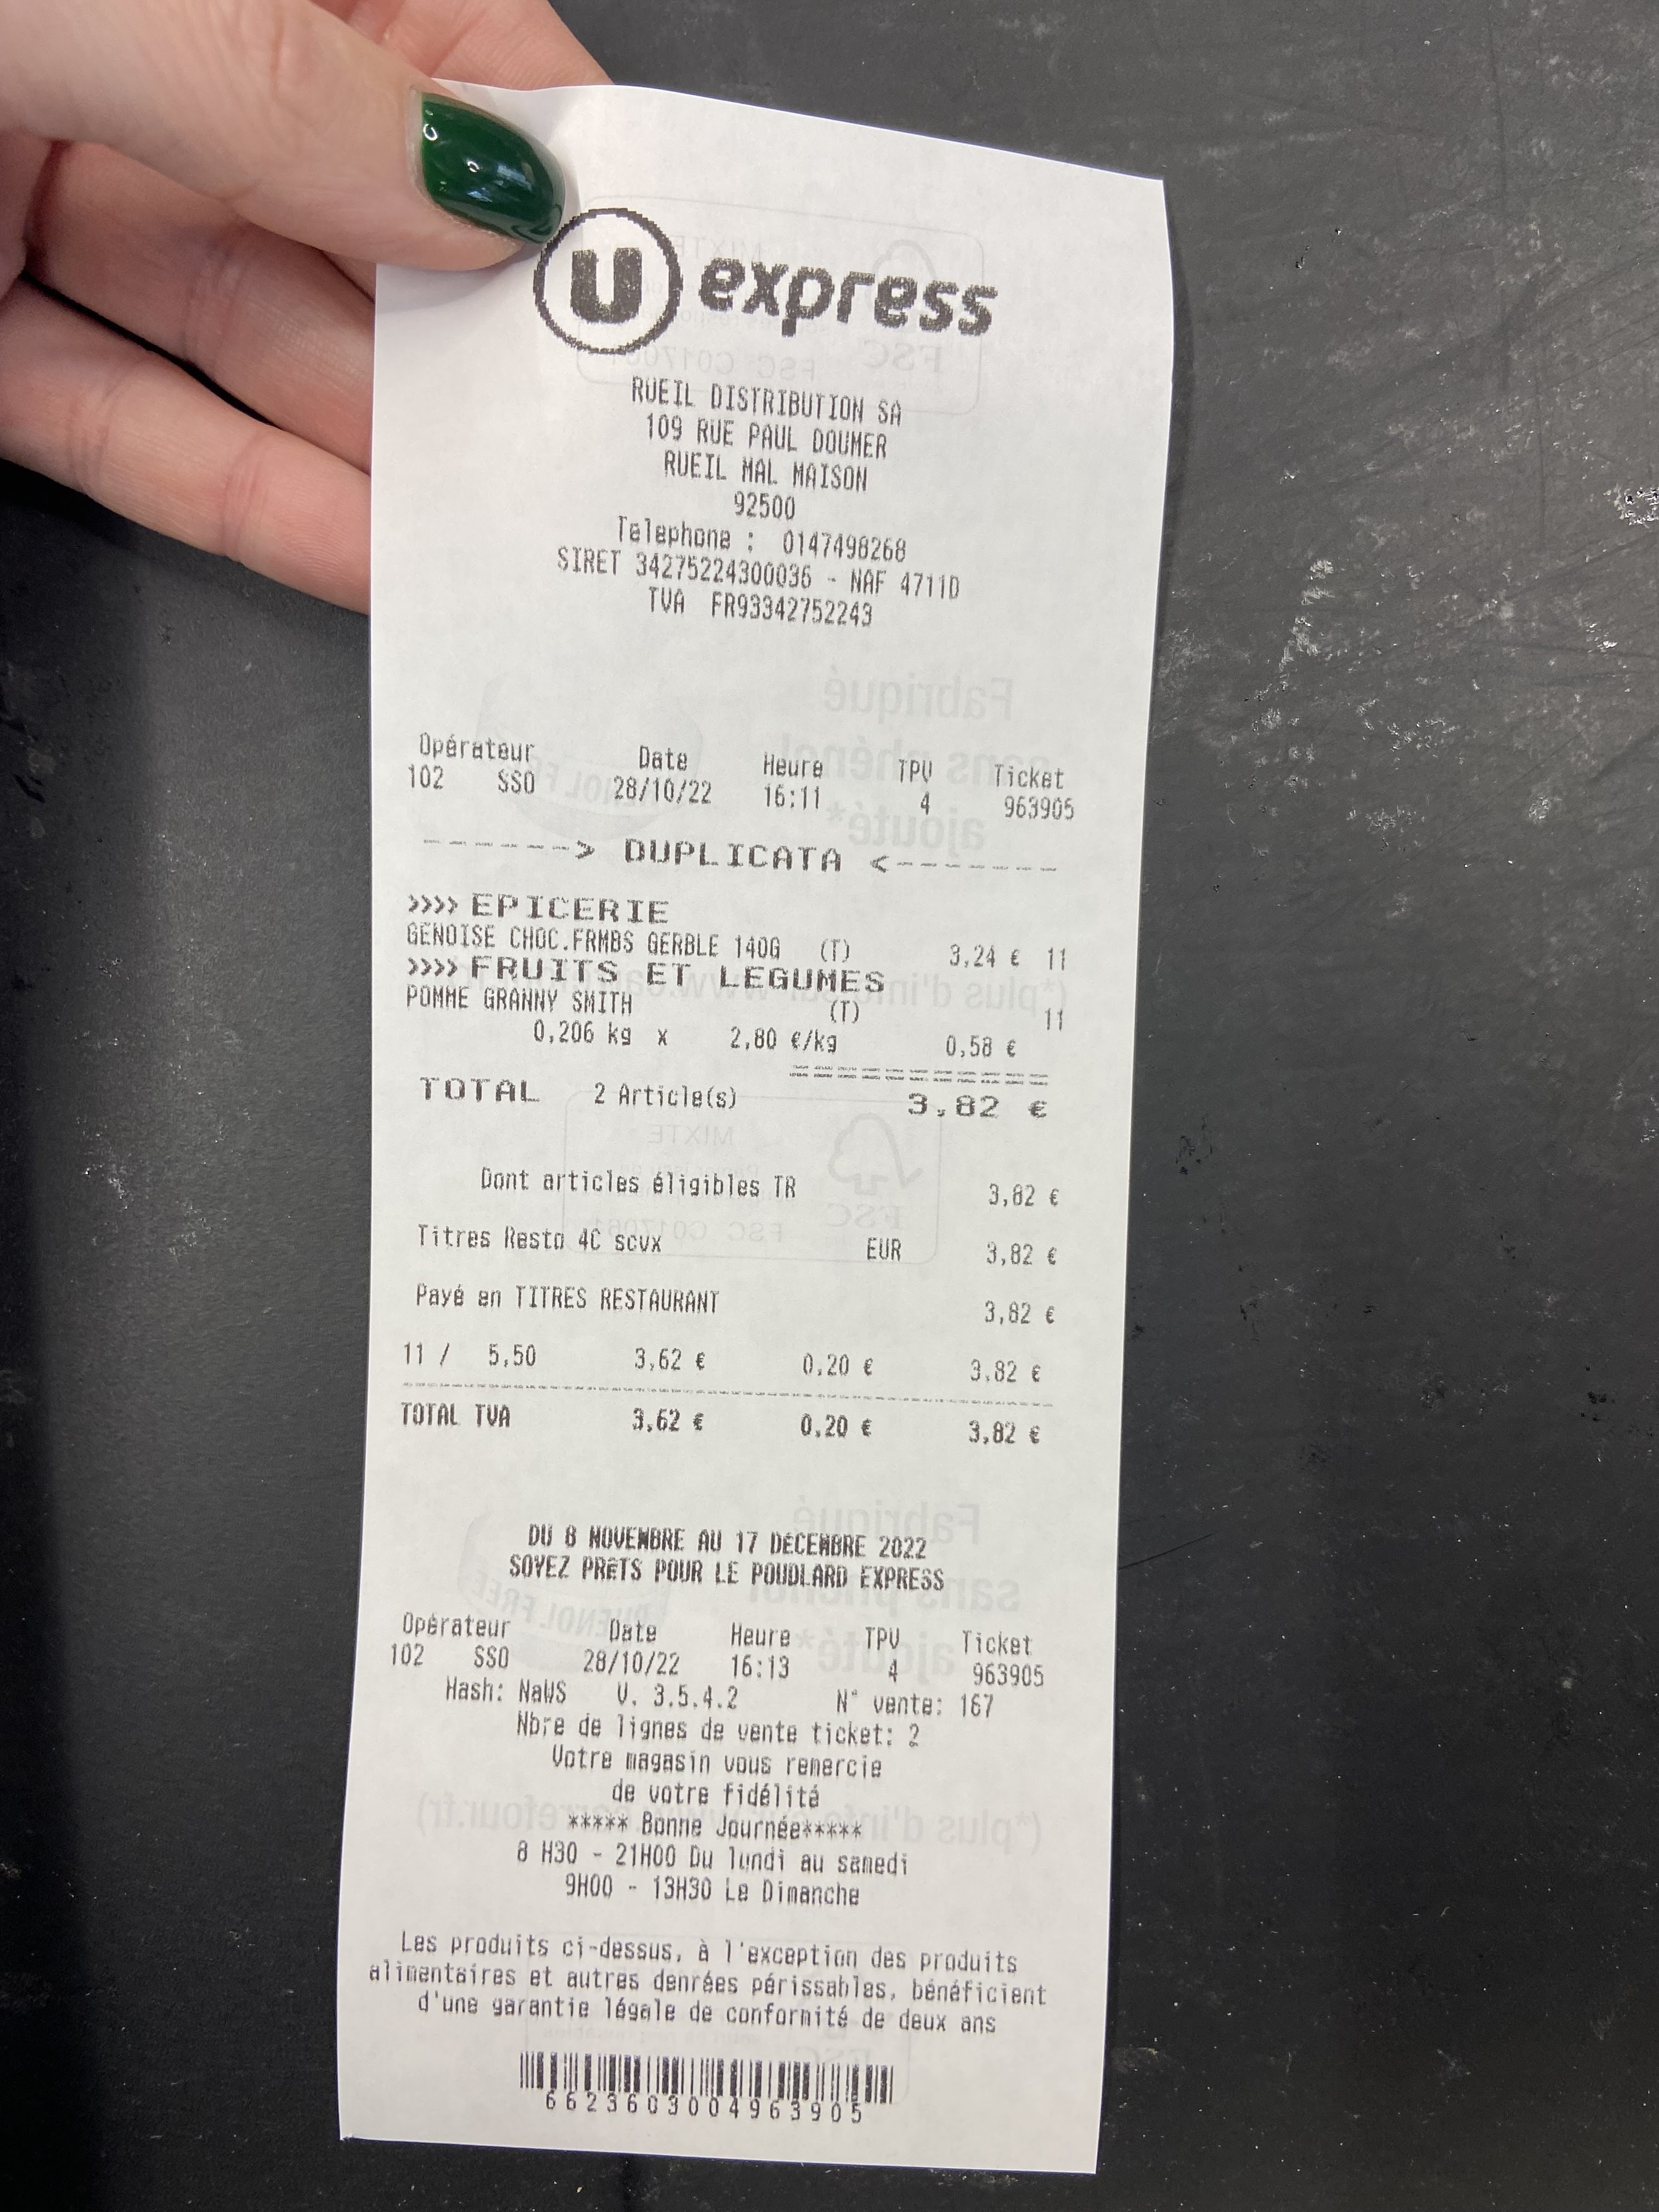 U express
RUEIL DISTRIBUTION SA
109 RUE PAUL DOUMER
RUEIL MAL MAISON
92500
Telephone : 0147498268
SIRET 34275224300036 - NAF 4711D
TVA FR93342752243
Opérateur Date Heure TPV Ticket
102 SSO 28/10/22 16:11 4 963905
------> DUPLICATA <-------
>>>> EPICERIE
GENOISE CHOC.FRMBS GERBLE 140G (T) 3,24 € 11
>>>> FRUITS ET LEGUMES
POMME GRANNY SMITH (T) 11
0,206 kg x 2,80 €/kg 0,58 €
TOTAL 2 Article(s) 3,82 €
Dont articles éligibles TR 3,82 €
Titres Resto 4C scvx EUR 3,82 €
Payé en TITRES RESTAURANT 3,82 €
11 / 5,50 3,62 € 0,20 € 3,82 €
TOTAL TVA 3,62 € 0,20 € 3,82 €
DU 8 NOVEMBRE AU 17 DéCEMBRE 2022
SOYEZ PRêTS POUR LE POUDLARD EXPRESS
Opérateur Date Heure TPV Ticket
102 SSO 28/10/22 16:13 4 963905
Hash: NaWS V. 3.5.4.2 N° vente: 167
Nbre de lignes de vente ticket: 2
Votre magasin vous remercie
de votre fidélité
***** Bonne Journée*****
8 H30 - 21H00 Du lundi au samedi
9H00 - 13H30 Le Dimanche
Les produits ci-dessus, à l'exception des produits
alimentaires et autres denrées périssables, bénéficient
d'une garantie légale de conformité de deux ans
6623603004963905